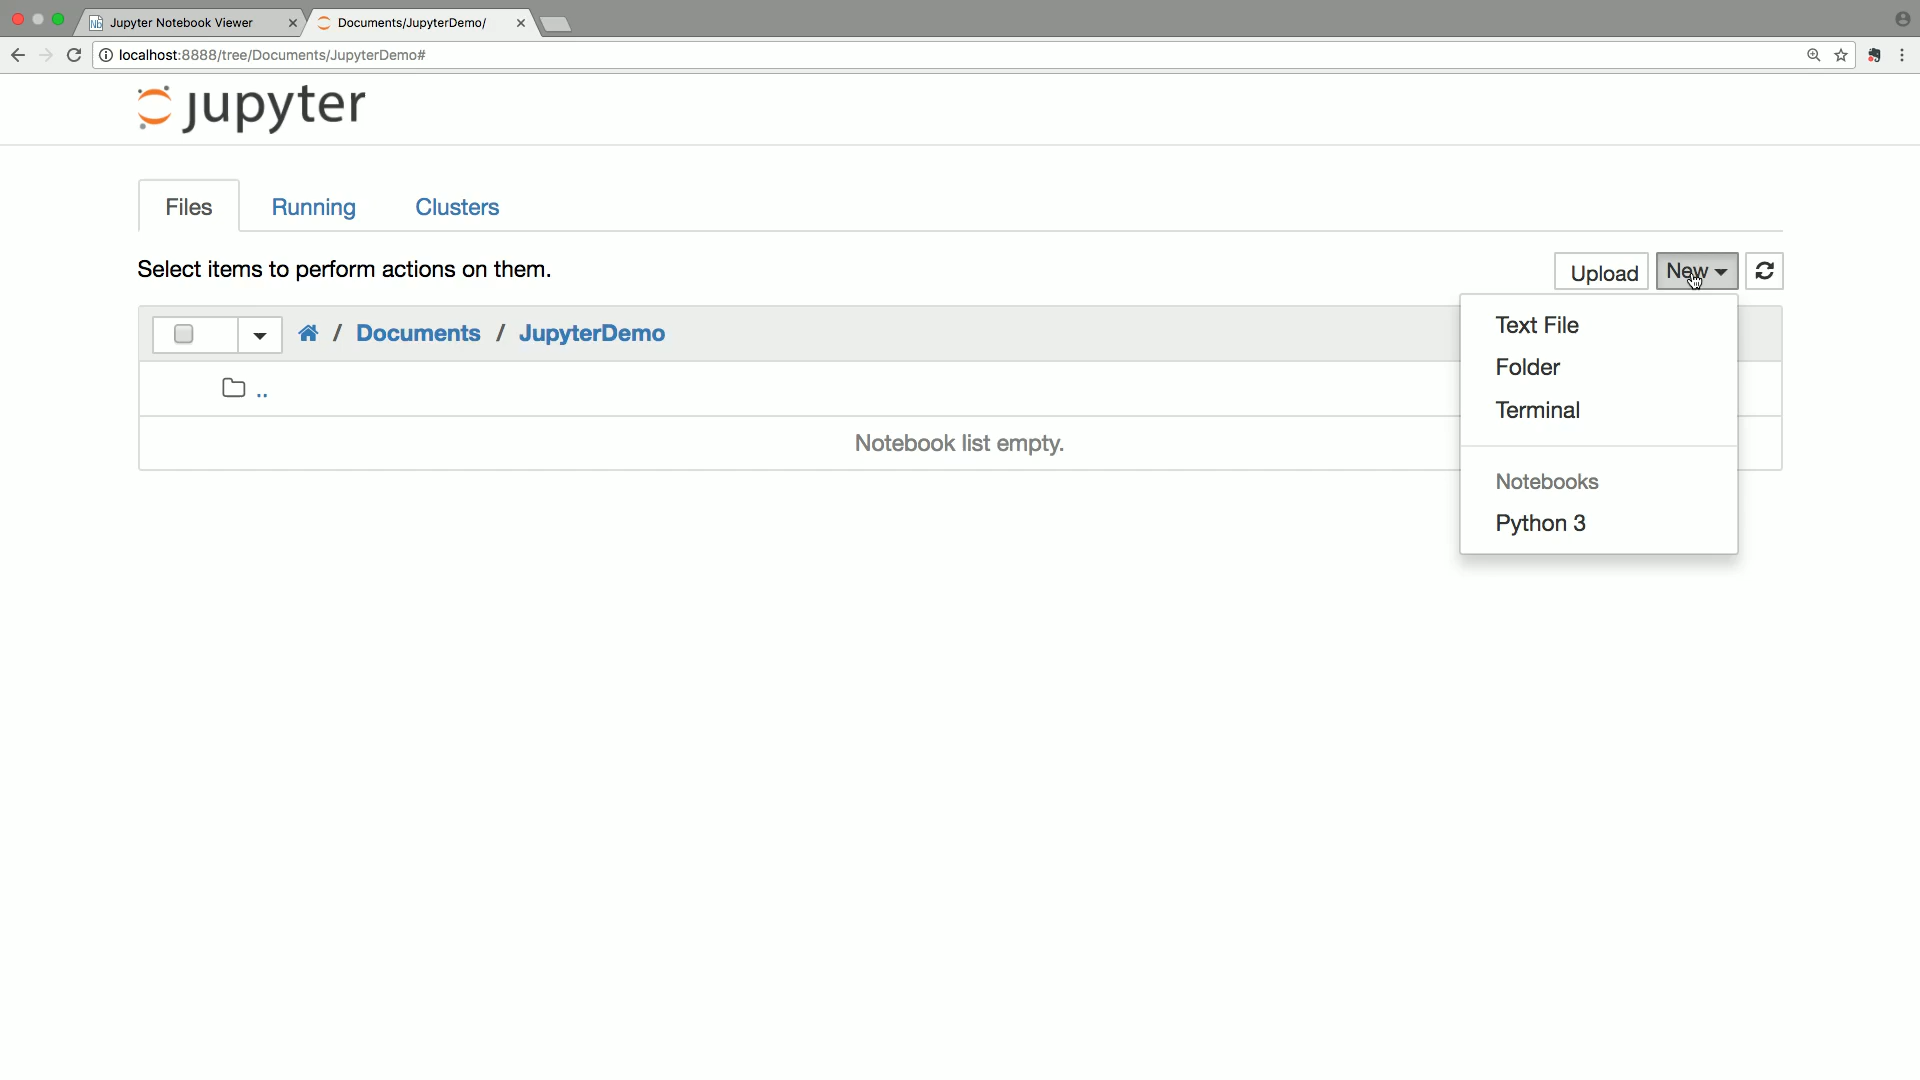 Jupyter Notebook Viewer
Documents/JupyterDemo/
localhost:8888/tree/Documents/JupyterDemo#
jupyter
Files Running Clusters
Select items to perform actions on them.
Upload New
/ Documents / JupyterDemo
..
Notebook list empty.
Text File
Folder
Terminal
Notebooks
Python 3